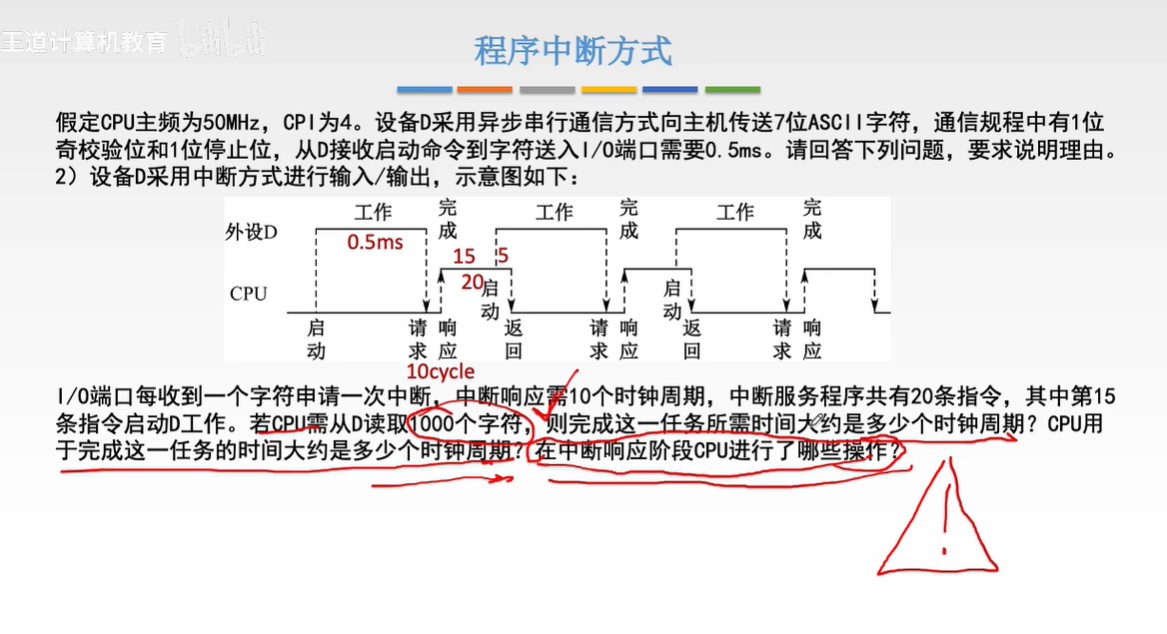 王道计算机教育 bilibili
程序中断方式
假定CPU主频为50MHz，CPI为4。设备D采用异步串行通信方式向主机传送7位ASCII字符，通信规程中有1位
奇校验位和1位停止位，从D接收启动命令到字符送入I/O端口需要0.5ms。请回答下列问题，要求说明理由。
2）设备D采用中断方式进行输入/输出，示意图如下：
工作 完成 工作 完成 工作 完成
外设D
0.5ms
15 5
20
CPU
启动 启动
启动 请求 响应 返回 请求 响应 返回 请求 响应
10cycle
I/O端口每收到一个字符申请一次中断，中断响应需10个时钟周期，中断服务程序共有20条指令，其中第15
条指令启动D工作。若CPU需从D读取1000个字符，则完成这一任务所需时间大约是多少个时钟周期？CPU用
于完成这一任务的时间大约是多少个时钟周期？在中断响应阶段CPU进行了哪些操作？
!